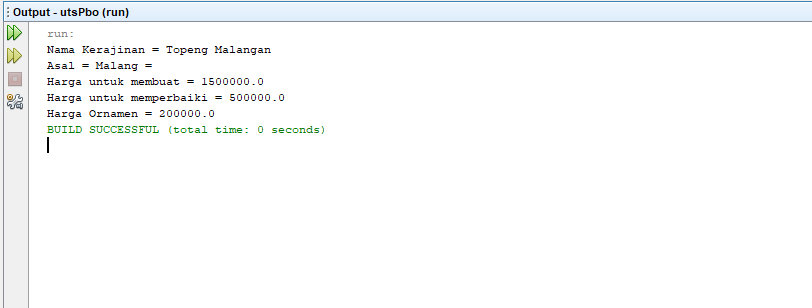 Output - utsPbo (run)
run:
Nama Kerajinan = Topeng Malangan
Asal = Malang =
Harga untuk membuat = 1500000.0
Harga untuk memperbaiki = 500000.0
Harga Ornamen = 200000.0
BUILD SUCCESSFUL (total time: 0 seconds)